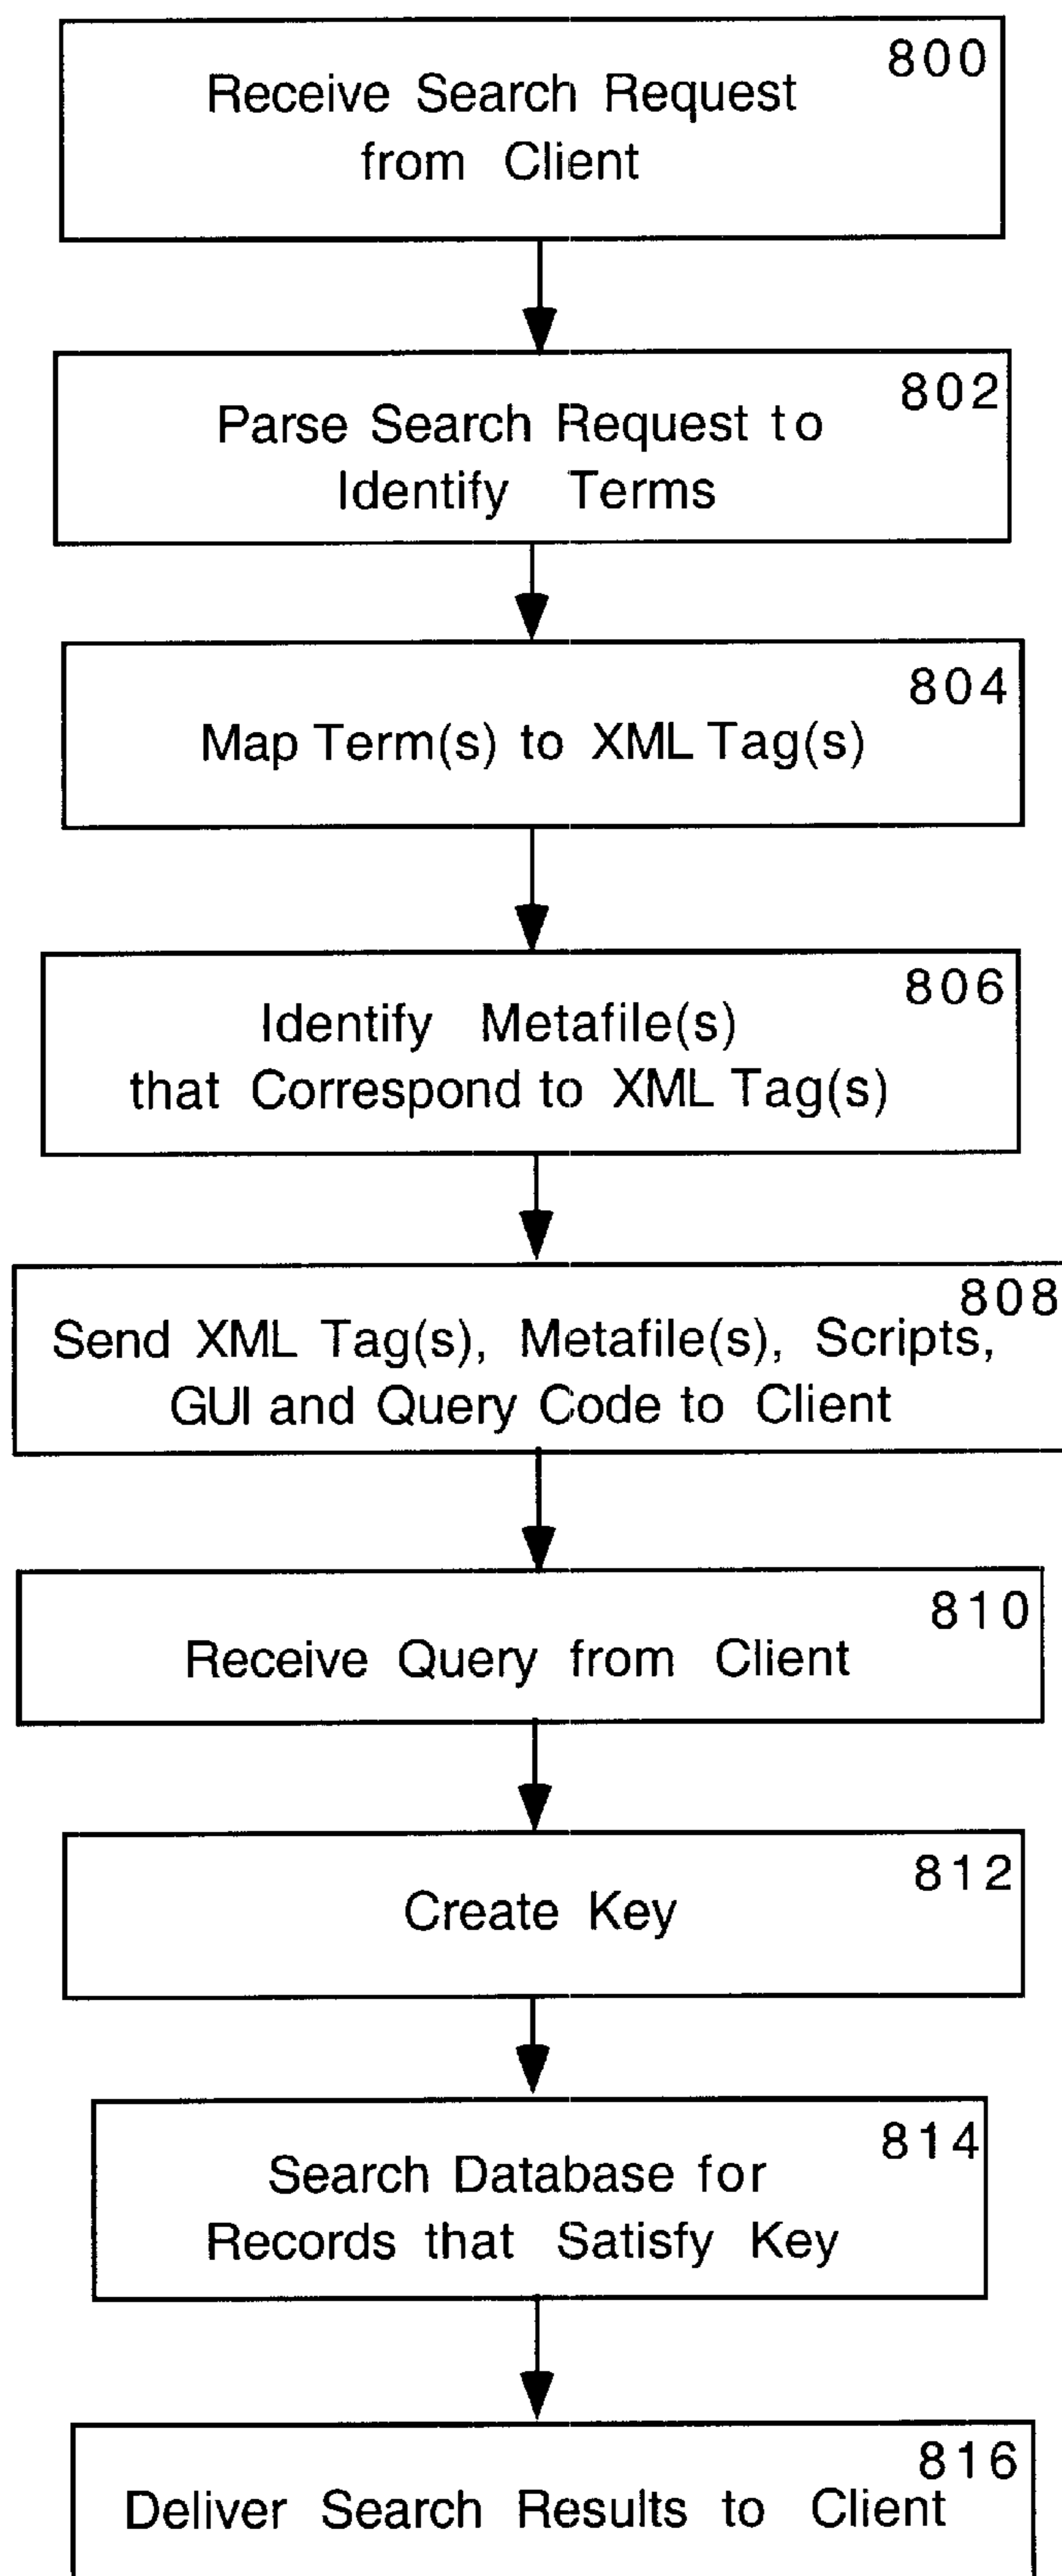 800
Receive Search Request
from Client
802
Parse Search Request to
Identify Terms
804
Map Term(s) to XML Tag(s)
806
Identify Metafile(s)
that Correspond to XML Tag(s)
808
Send XML Tag(s), Metafile(s), Scripts,
GUI and Query Code to Client
810
Receive Query from Client
812
Create Key
814
Search Database for
Records that Satisfy Key
816
Deliver Search Results to Client